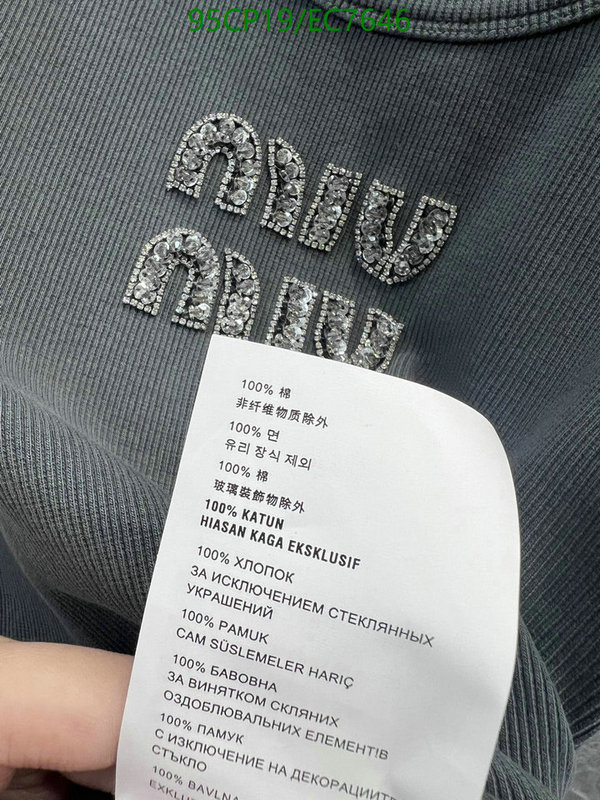 95CP19/EC7646
MIU
MIU
100% 棉
非纤维物质除外
100% 면
유리 장식 제외
100% 棉
玻璃裝飾物除外
100% KATUN
HIASAN KAGA EKSKLUSIF
100% ХЛОПОК
ЗА ИСКЛЮЧЕНИЕМ СТЕКЛЯННЫХ
УКРАШЕНИЙ
100% PAMUK
CAM SÜSLEMELER HARIÇ
100% БАВОВНА
ЗА ВИНЯТКОМ СКЛЯНИХ
ОЗДОБЛЮВАЛЬНИХ ЕЛЕМЕНТІВ
100% ПАМУК
С ИЗКЛЮЧЕНИЕ НА ДЕКОРАЦИИТЕ
СТЪКЛО
100% BAVLNA